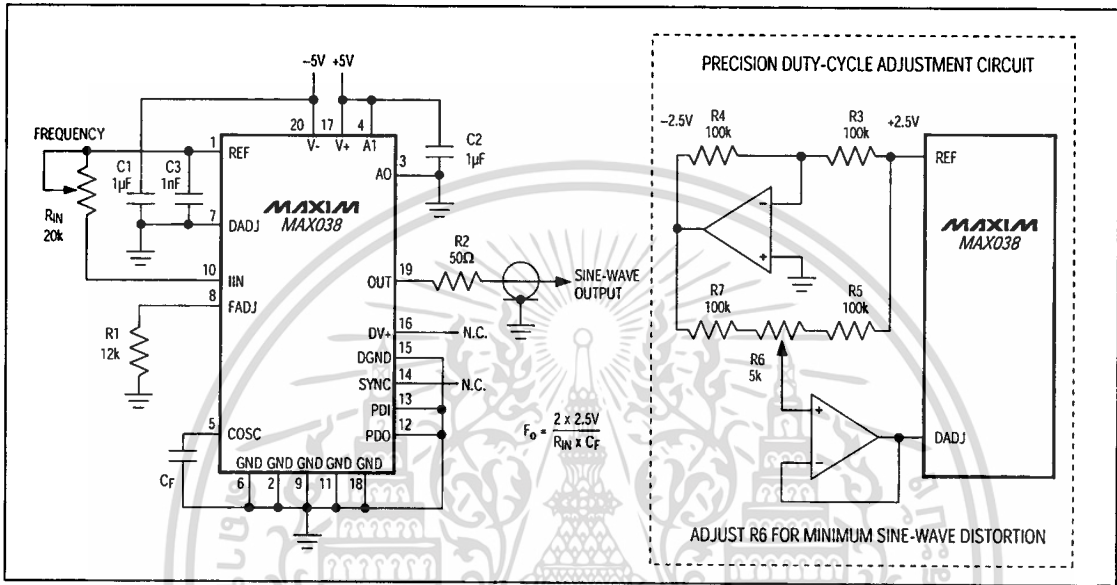 −5V +5V
20 17 4
V- V+ A1
FREQUENCY
1 REF
C1
1µF
C3
1nF
RIN
20k
7 DADJ
10 IIN
8 FADJ
R1
12k
5 COSC
CF
MAXIM
MAX038
3
AO
C2
1µF
OUT 19
R2
50Ω
SINE-WAVE
OUTPUT
DV+ 16 N.C.
DGND 15
SYNC 14 N.C.
PDI 13
PDO 12
GND GND GND GND GND
6 2 9 11 18
Fo = 2 x 2.5V
RIN x CF
PRECISION DUTY-CYCLE ADJUSTMENT CIRCUIT
−2.5V
R4
100k
R3
100k
+2.5V
REF
MAXIM
MAX038
−
+
R7
100k
R5
100k
R6
5k
+
−
DADJ
ADJUST R6 FOR MINIMUM SINE-WAVE DISTORTION